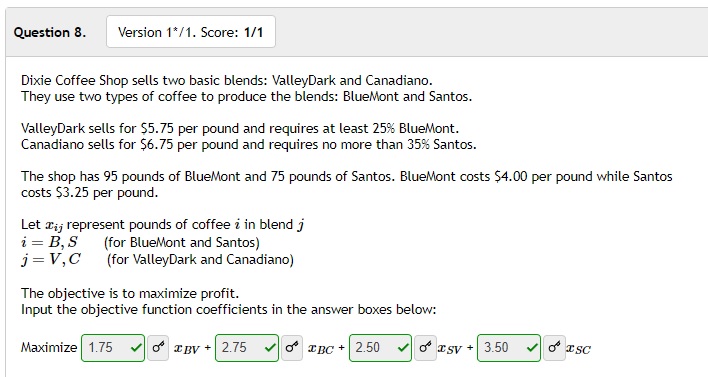 Question 8. Version 1*/1. Score: 1/1
Dixie Coffee Shop sells two basic blends: ValleyDark and Canadiano.
They use two types of coffee to produce the blends: BlueMont and Santos.
ValleyDark sells for $5.75 per pound and requires at least 25% BlueMont.
Canadiano sells for $6.75 per pound and requires no more than 35% Santos.
The shop has 95 pounds of BlueMont and 75 pounds of Santos. BlueMont costs $4.00 per pound while Santos
costs $3.25 per pound.
Let x_{ij} represent pounds of coffee i in blend j
i = B, S (for BlueMont and Santos)
j = V, C (for ValleyDark and Canadiano)
The objective is to maximize profit.
Input the objective function coefficients in the answer boxes below:
Maximize 1.75 x_{BV} + 2.75 x_{BC} + 2.50 x_{SV} + 3.50 x_{SC}